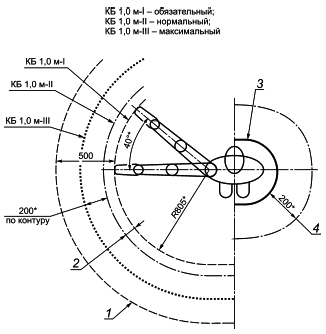 КБ 1,0 м-I – обязательный;
КБ 1,0 м-II – нормальный;
КБ 1,0 м-III – максимальный
КБ 1,0 м-I
КБ 1,0 м-II
КБ 1,0 м-III
3
40°*
500
200*
по контуру
R805*
200*
4
2
1